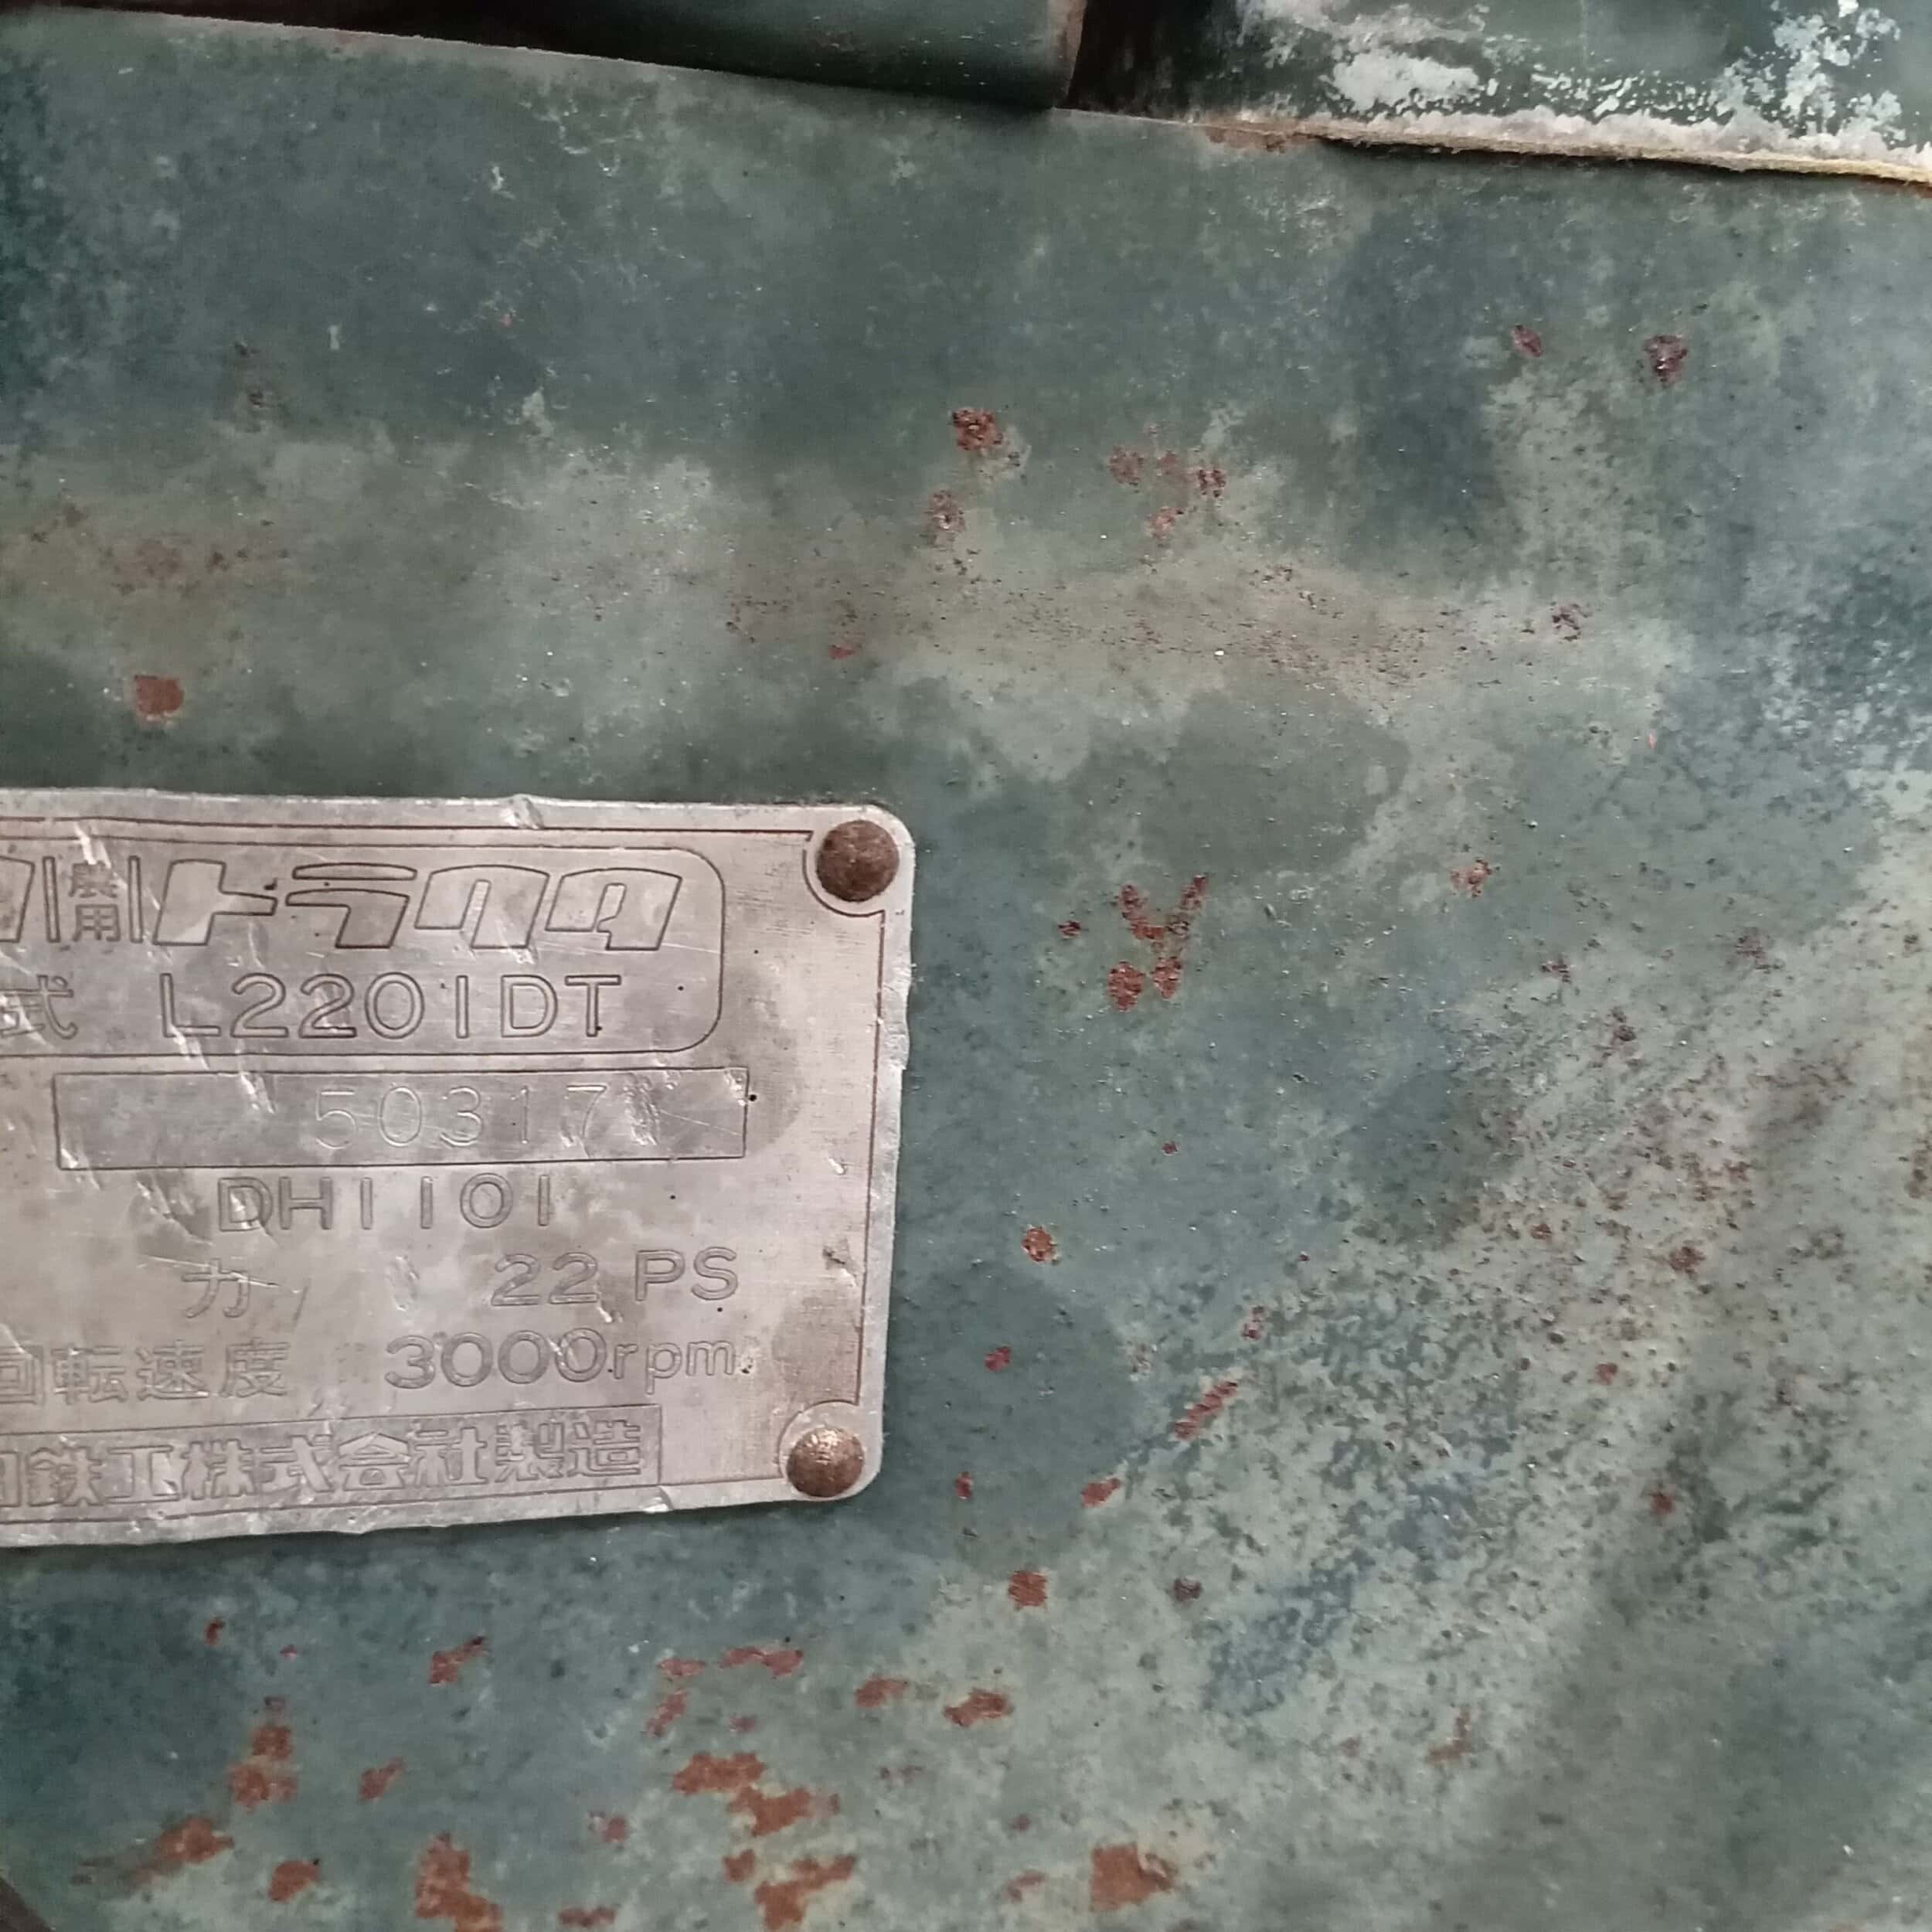 農用 トラクタ
式 L2201DT
50317
DH1101
力 22 PS
回転速度 3000rpm
鉄工株式会社製造